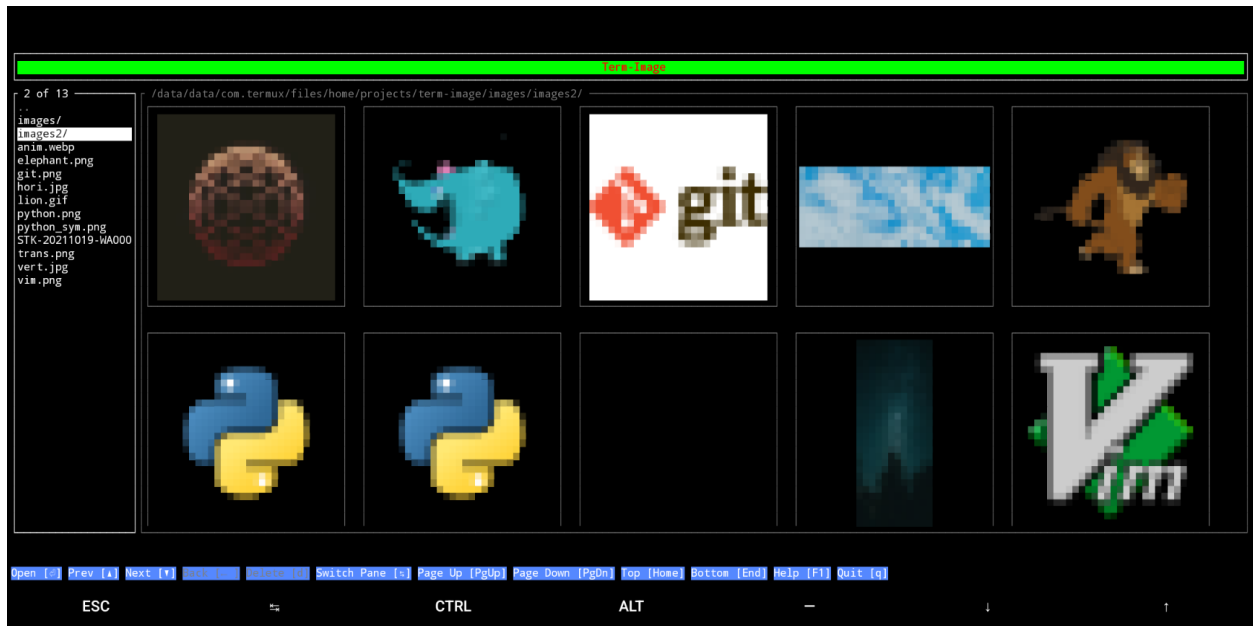 Term-Image
2 of 13
/data/data/com.termux/files/home/projects/term-image/images/images2/
..
images/
images2/
anim.webp
elephant.png
git.png
hori.jpg
lion.gif
python.png
python_sym.png
STK-20211019-WA000
trans.png
vert.jpg
vim.png
git
Vim
Open [⏎] Prev [▲] Next [▼] Switch Pane [⇆] Page Up [PgUp] Page Down [PgDn] Top [Home] Bottom [End] Help [F1] Quit [q]
ESC ↹ CTRL ALT — ↓ ↑